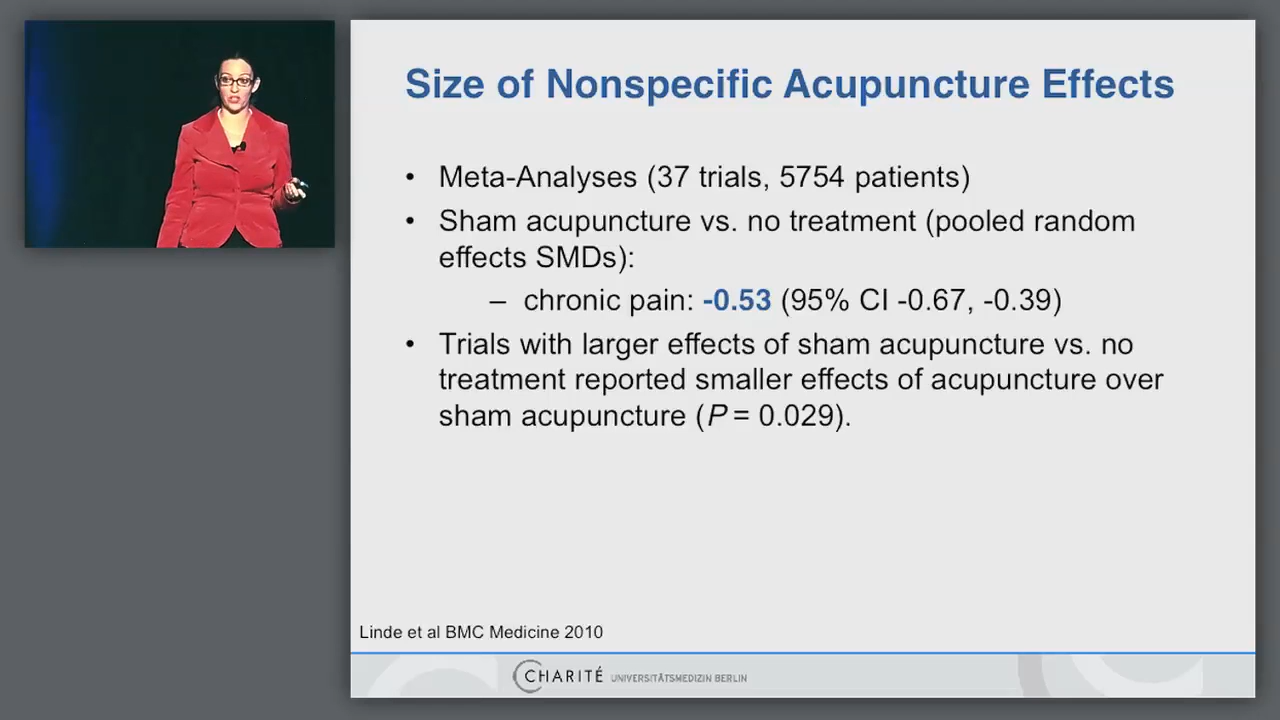 Size of Nonspecific Acupuncture Effects
• Meta-Analyses (37 trials, 5754 patients)
• Sham acupuncture vs. no treatment (pooled random
effects SMDs):
– chronic pain: -0.53 (95% CI -0.67, -0.39)
• Trials with larger effects of sham acupuncture vs. no
treatment reported smaller effects of acupuncture over
sham acupuncture (P = 0.029).
Linde et al BMC Medicine 2010
CHARITÉ UNIVERSITÄTSMEDIZIN BERLIN